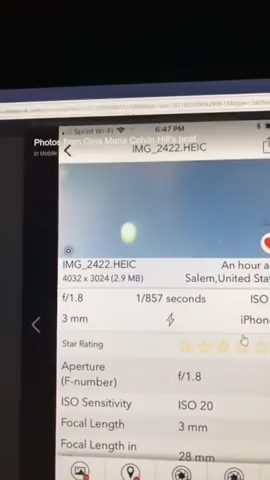 Sprint Wi-Fi 6:47 PM
Photos from Gina Maria Colvin Hill's post
in Mobile
IMG_2422.HEIC
IMG_2422.HEIC An hour a
4032 x 3024 (2.9 MB) Salem,United Stat
f/1.8 1/857 seconds ISO
3 mm iPhon
Star Rating
Aperture
(F-number) f/1.8
ISO Sensitivity ISO 20
Focal Length 3 mm
Focal Length in
28 mm